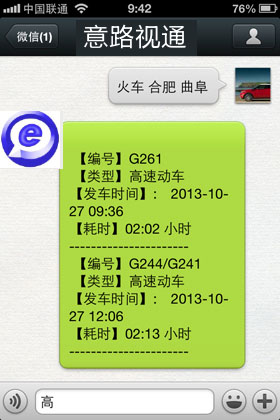 中国联通 9:42 76%
微信(1) 意路视通
火车 合肥 曲阜
e
【编号】G261
【类型】高速动车
【发车时间】: 2013-10-
27 09:36
【耗时】02:02 小时
----------------------
【编号】G244/G241
【类型】高速动车
【发车时间】: 2013-10-
27 12:06
【耗时】02:13 小时
----------------------
高